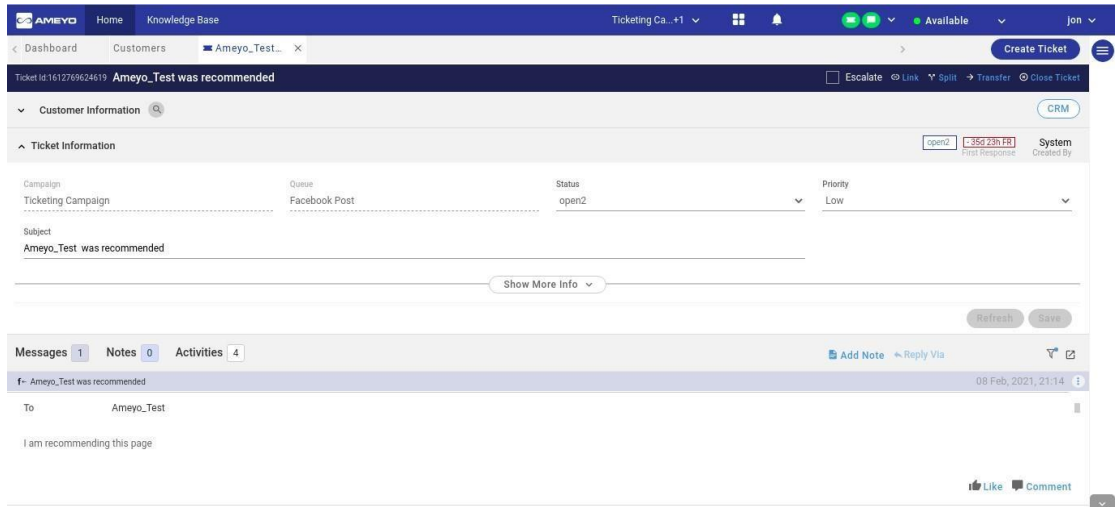 AMEYO Home Knowledge Base Ticketing Ca...+1 Available jon
Dashboard Customers Ameyo_Test... Create Ticket
Ticket Id:1612769624619 Ameyo_Test was recommended Escalate Link Split Transfer Close Ticket
Customer Information CRM
Ticket Information open2 - 35d 23h FR System
First Response Created By
Campaign Queue Status Priority
Ticketing Campaign Facebook Post open2 Low
Subject
Ameyo_Test was recommended
Show More Info
Refresh Save
Messages 1 Notes 0 Activities 4 Add Note Reply Via
Ameyo_Test was recommended 08 Feb, 2021, 21:14
To Ameyo_Test
I am recommending this page
Like Comment